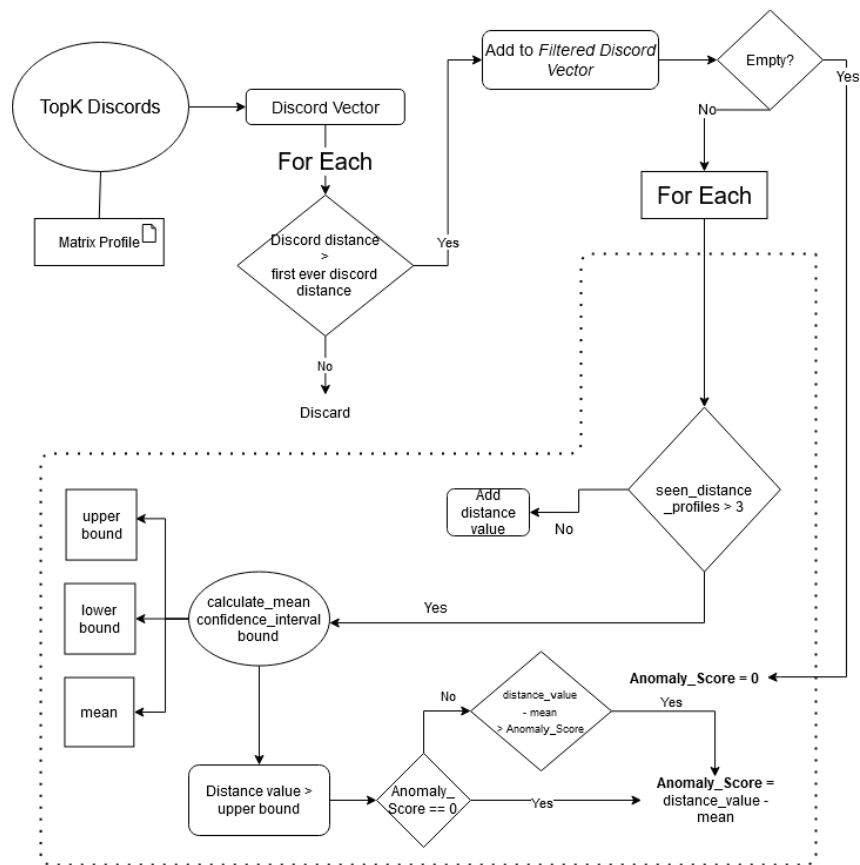 TopK Discords
Matrix Profile
Discord Vector
For Each
Discord distance
>
first ever discord
distance
No
Discard
Yes
Add to Filtered Discord
Vector
Empty?
Yes
No
For Each
seen_distance
_profiles > 3
No
Add
distance
value
Yes
calculate_mean
confidence_interval
bound
upper
bound
lower
bound
mean
Distance value >
upper bound
Anomaly_
Score == 0
No
distance_value
- mean
> Anomaly_Score
Yes
Yes
Anomaly_Score = 0
Anomaly_Score =
distance_value -
mean